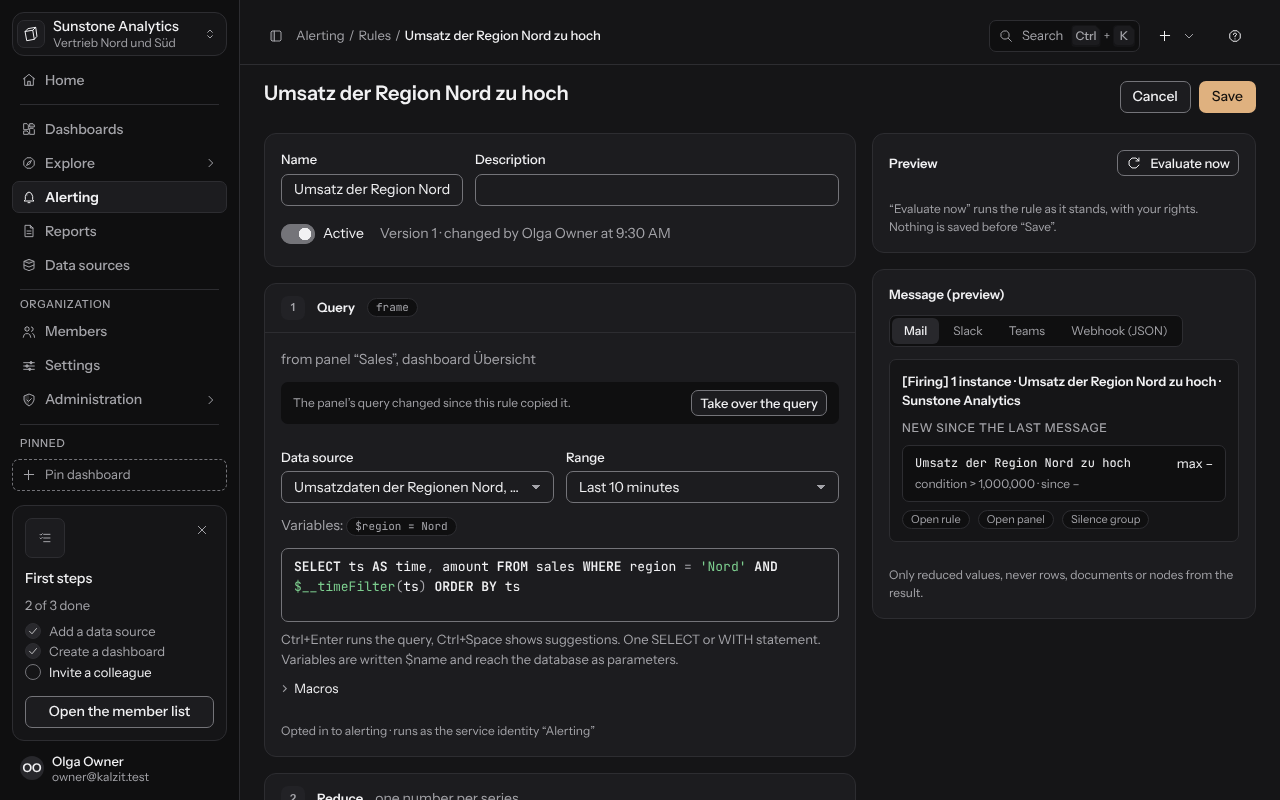 Sunstone Analytics
Vertrieb Nord und Süd
Home
Dashboards
Explore
Alerting
Reports
Data sources
ORGANIZATION
Members
Settings
Administration
PINNED
Pin dashboard
First steps
2 of 3 done
Add a data source
Create a dashboard
Invite a colleague
Open the member list
OO
Olga Owner
owner@kalzit.test
Alerting / Rules / Umsatz der Region Nord zu hoch
Search Ctrl + K
Umsatz der Region Nord zu hoch
Cancel
Save
Name
Description
Umsatz der Region Nord
Active
Version 1 · changed by Olga Owner at 9:30 AM
1 Query frame
from panel “Sales”, dashboard Übersicht
The panel’s query changed since this rule copied it.
Take over the query
Data source
Range
Umsatzdaten der Regionen Nord, ...
Last 10 minutes
Variables: $region = Nord
SELECT ts AS time, amount FROM sales WHERE region = 'Nord' AND
$__timeFilter(ts) ORDER BY ts
Ctrl+Enter runs the query, Ctrl+Space shows suggestions. One SELECT or WITH statement.
Variables are written $name and reach the database as parameters.
Macros
Opted in to alerting · runs as the service identity “Alerting”
2 Reduce one number per series
Preview
Evaluate now
“Evaluate now” runs the rule as it stands, with your rights.
Nothing is saved before “Save”.
Message (preview)
Mail
Slack
Teams
Webhook (JSON)
[Firing] 1 instance · Umsatz der Region Nord zu hoch ·
Sunstone Analytics
NEW SINCE THE LAST MESSAGE
Umsatz der Region Nord zu hoch
max –
condition > 1,000,000 · since –
Open rule
Open panel
Silence group
Only reduced values, never rows, documents or nodes from the
result.